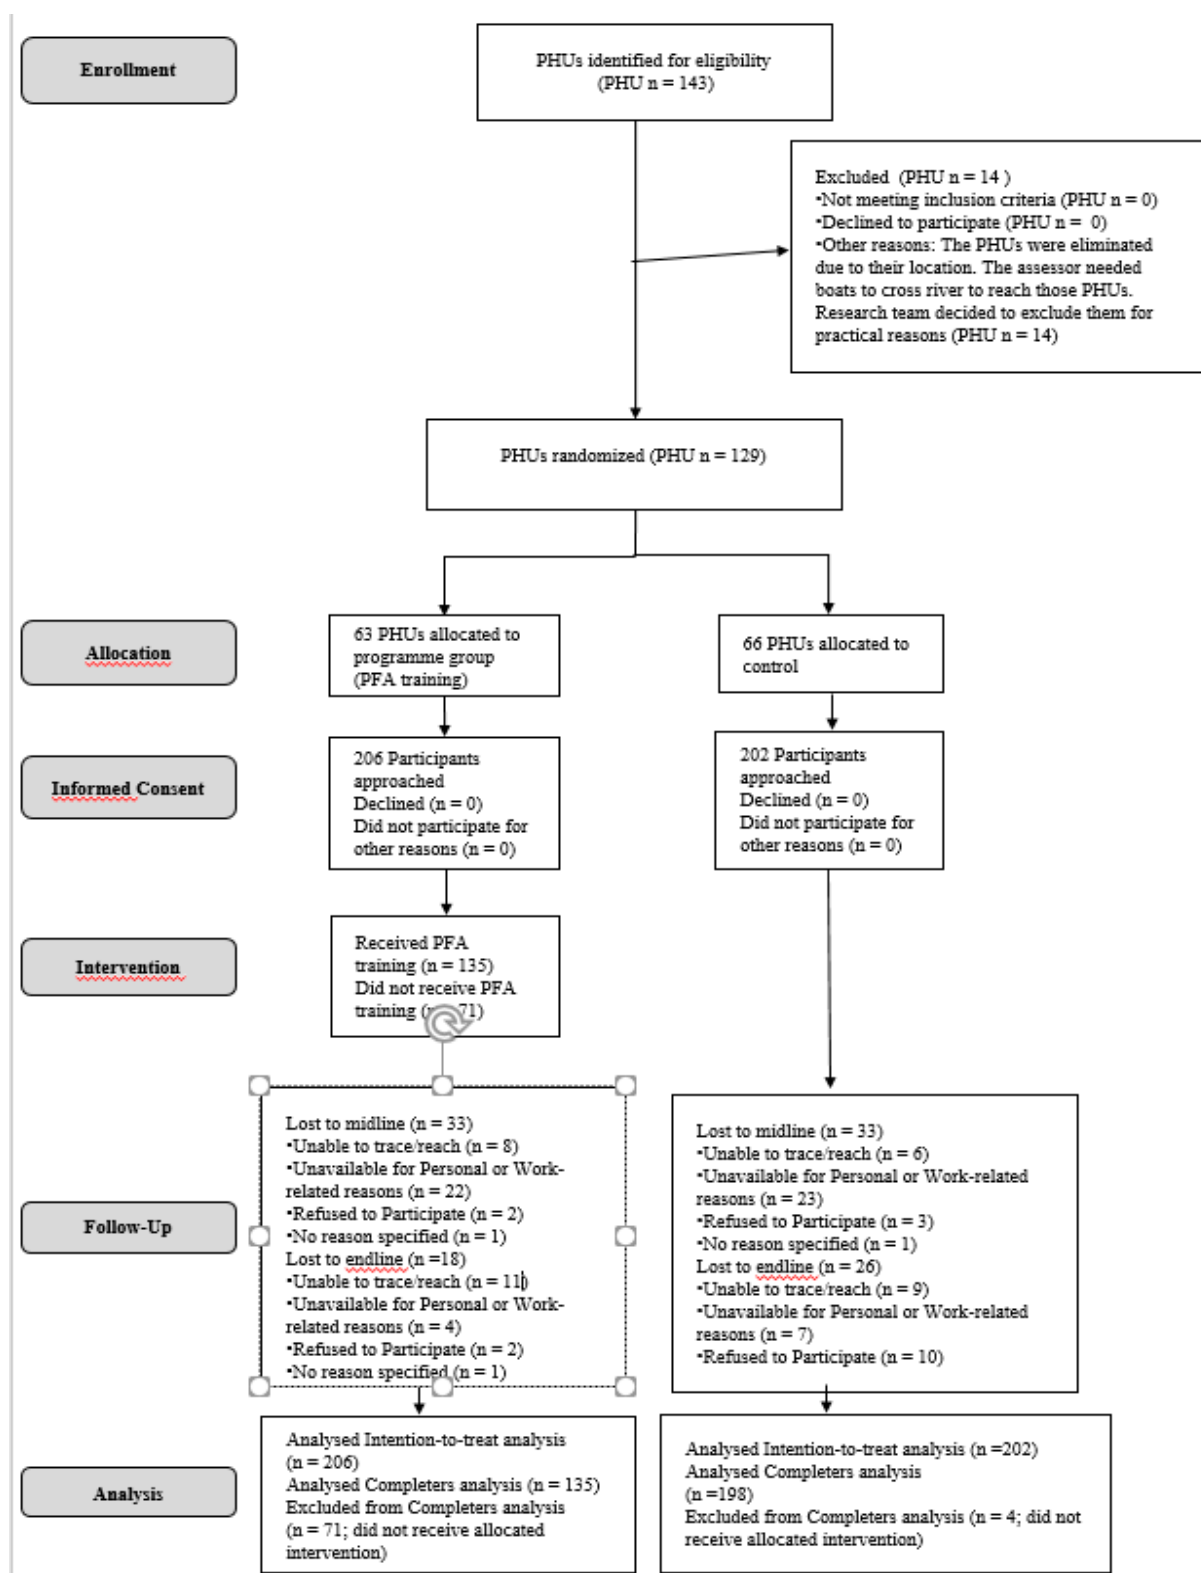 Enrollment
PHUs identified for eligibility
(PHU n = 143)
Excluded (PHU n = 14 )
•Not meeting inclusion criteria (PHU n = 0)
•Declined to participate (PHU n = 0)
•Other reasons: The PHUs were eliminated
due to their location. The assessor needed
boats to cross river to reach those PHUs.
Research team decided to exclude them for
practical reasons (PHU n = 14)
PHUs randomized (PHU n = 129)
Allocation
63 PHUs allocated to
programme group
(PFA training)
66 PHUs allocated to
control
Informed Consent
206 Participants
approached
Declined (n = 0)
Did not participate for
other reasons (n = 0)
202 Participants
approached
Declined (n = 0)
Did not participate for
other reasons (n = 0)
Intervention
Received PFA
training (n = 135)
Did not receive PFA
training ( 71)
Follow-Up
Lost to midline (n = 33)
•Unable to trace/reach (n = 8)
•Unavailable for Personal or Work-
related reasons (n = 22)
•Refused to Participate (n = 2)
•No reason specified (n = 1)
Lost to endline (n =18)
•Unable to trace/reach (n = 11)
•Unavailable for Personal or Work-
related reasons (n = 4)
•Refused to Participate (n = 2)
•No reason specified (n = 1)
Lost to midline (n = 33)
•Unable to trace/reach (n = 6)
•Unavailable for Personal or Work-related
reasons (n = 23)
•Refused to Participate (n = 3)
•No reason specified (n = 1)
Lost to endline (n = 26)
•Unable to trace/reach (n = 9)
•Unavailable for Personal or Work-related
reasons (n = 7)
•Refused to Participate (n = 10)
Analysis
Analysed Intention-to-treat analysis
(n = 206)
Analysed Completers analysis (n = 135)
Excluded from Completers analysis
(n = 71; did not receive allocated
intervention)
Analysed Intention-to-treat analysis (n =202)
Analysed Completers analysis
(n =198)
Excluded from Completers analysis (n = 4; did not
receive allocated intervention)